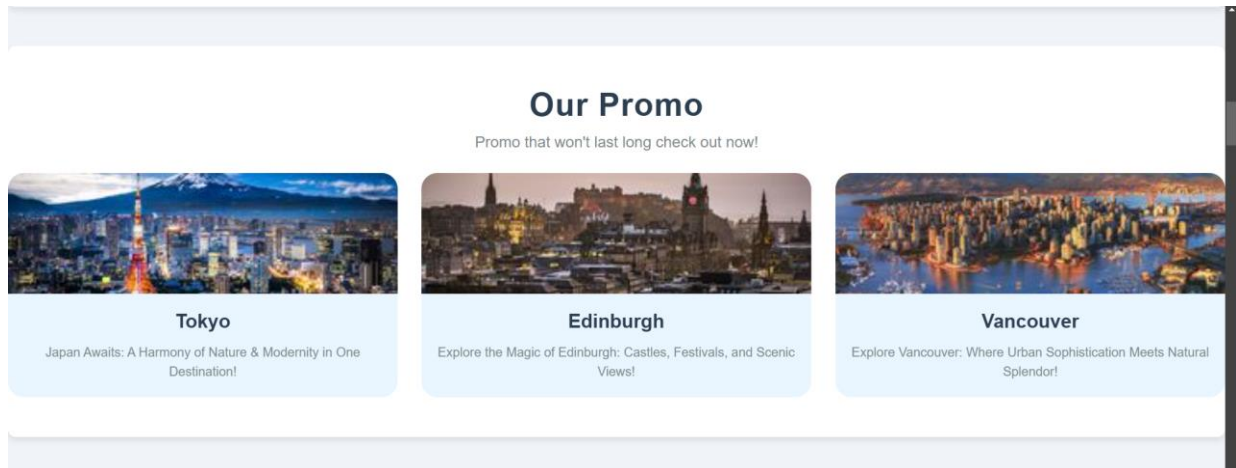 Our Promo
Promo that won't last long check out now!
Tokyo
Japan Awaits: A Harmony of Nature & Modernity in One
Destination!
Edinburgh
Explore the Magic of Edinburgh: Castles, Festivals, and Scenic
Views!
Vancouver
Explore Vancouver: Where Urban Sophistication Meets Natural
Splendor!